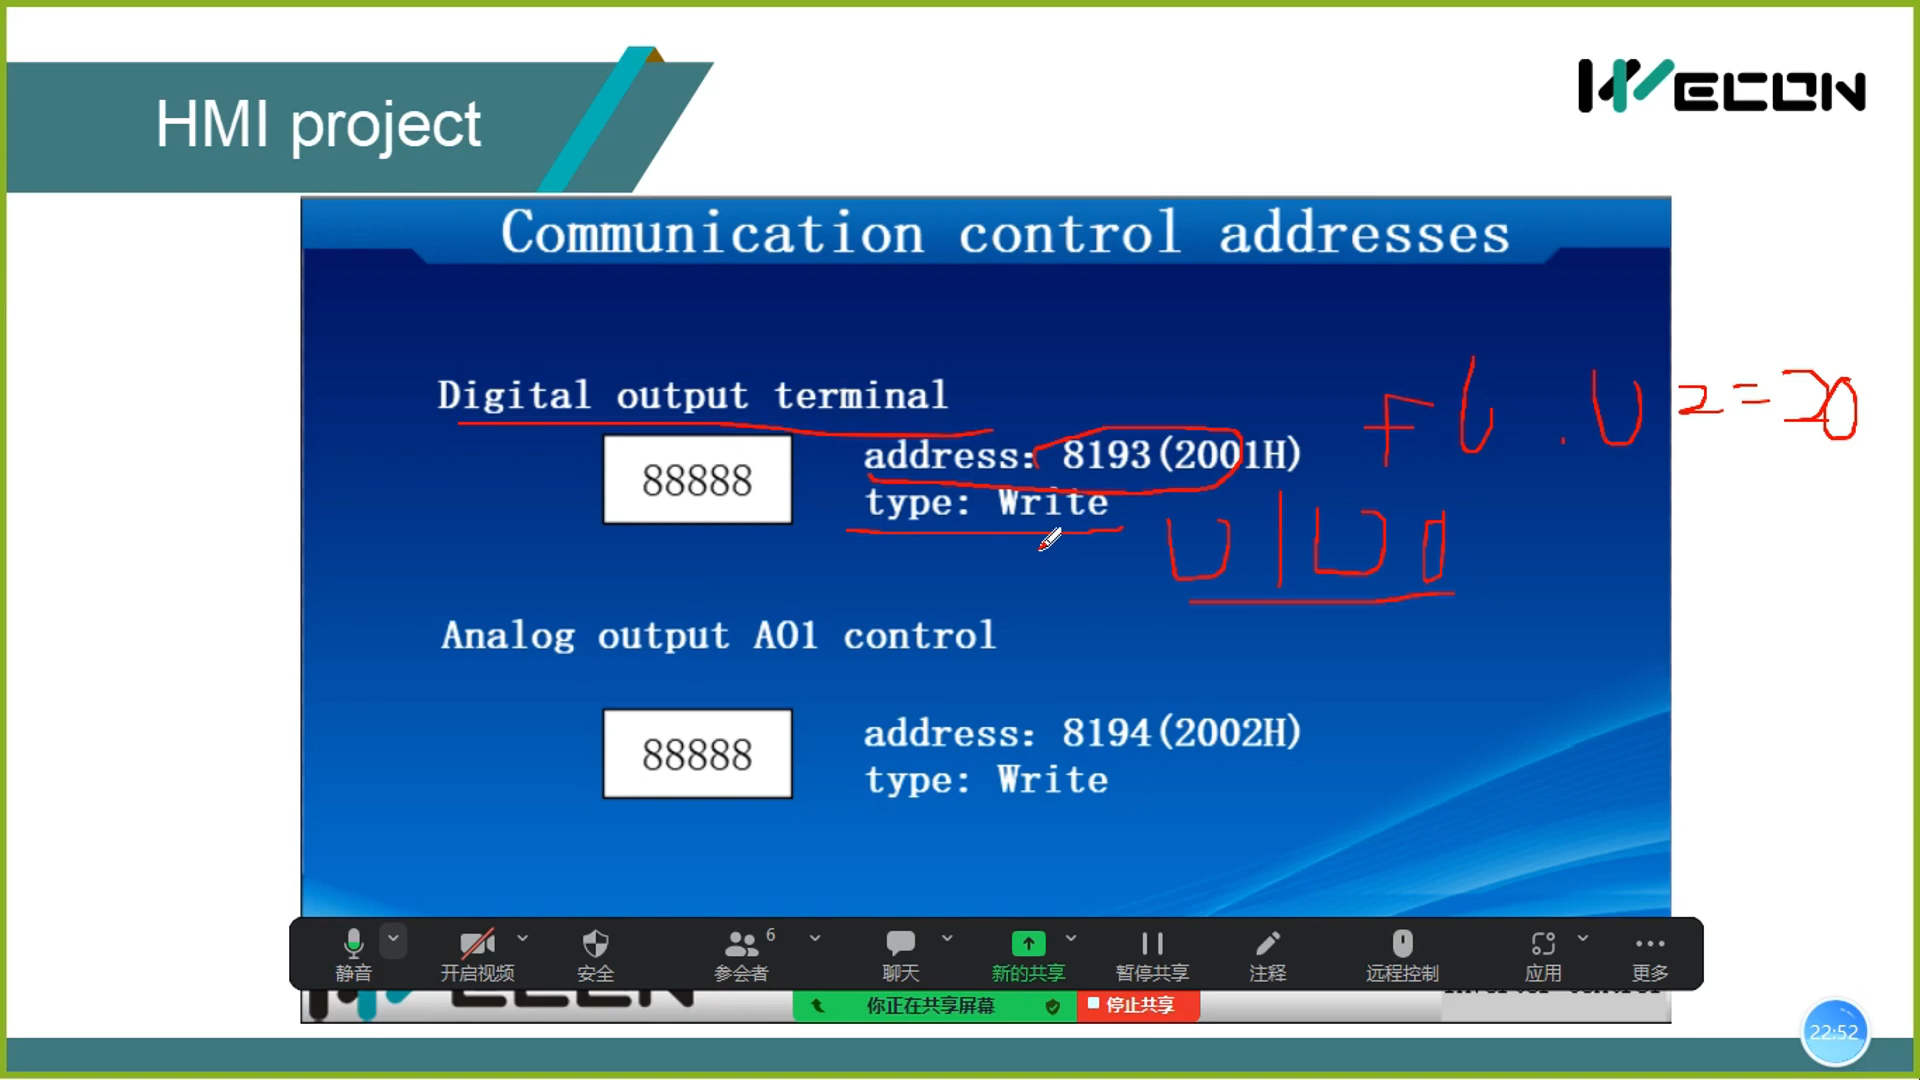 HMI project
WECON
Communication control addresses
Digital output terminal
88888
address: 8193(2001H)
type: Write
F6.02=20
Analog output AO1 control
88888
address: 8194(2002H)
type: Write
静音
开启视频
安全
参会者
6
聊天
新的共享
暂停共享
注释
远程控制
应用
更多
你正在共享屏幕
停止共享
22:52